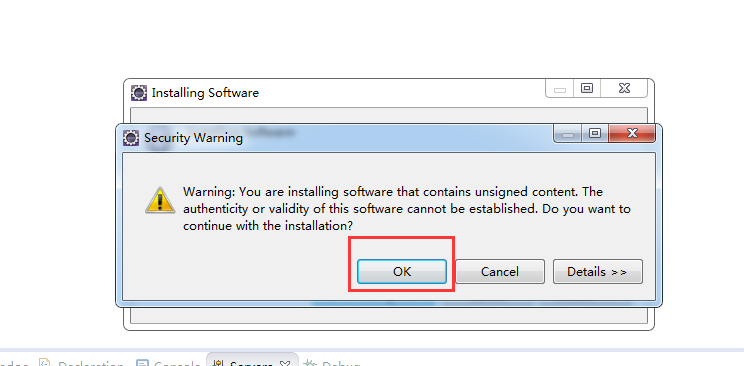 Installing Software
Security Warning
Warning: You are installing software that contains unsigned content. The
authenticity or validity of this software cannot be established. Do you want to
continue with the installation?
OK
Cancel
Details >>
Declaration
Console
Servers
Debug